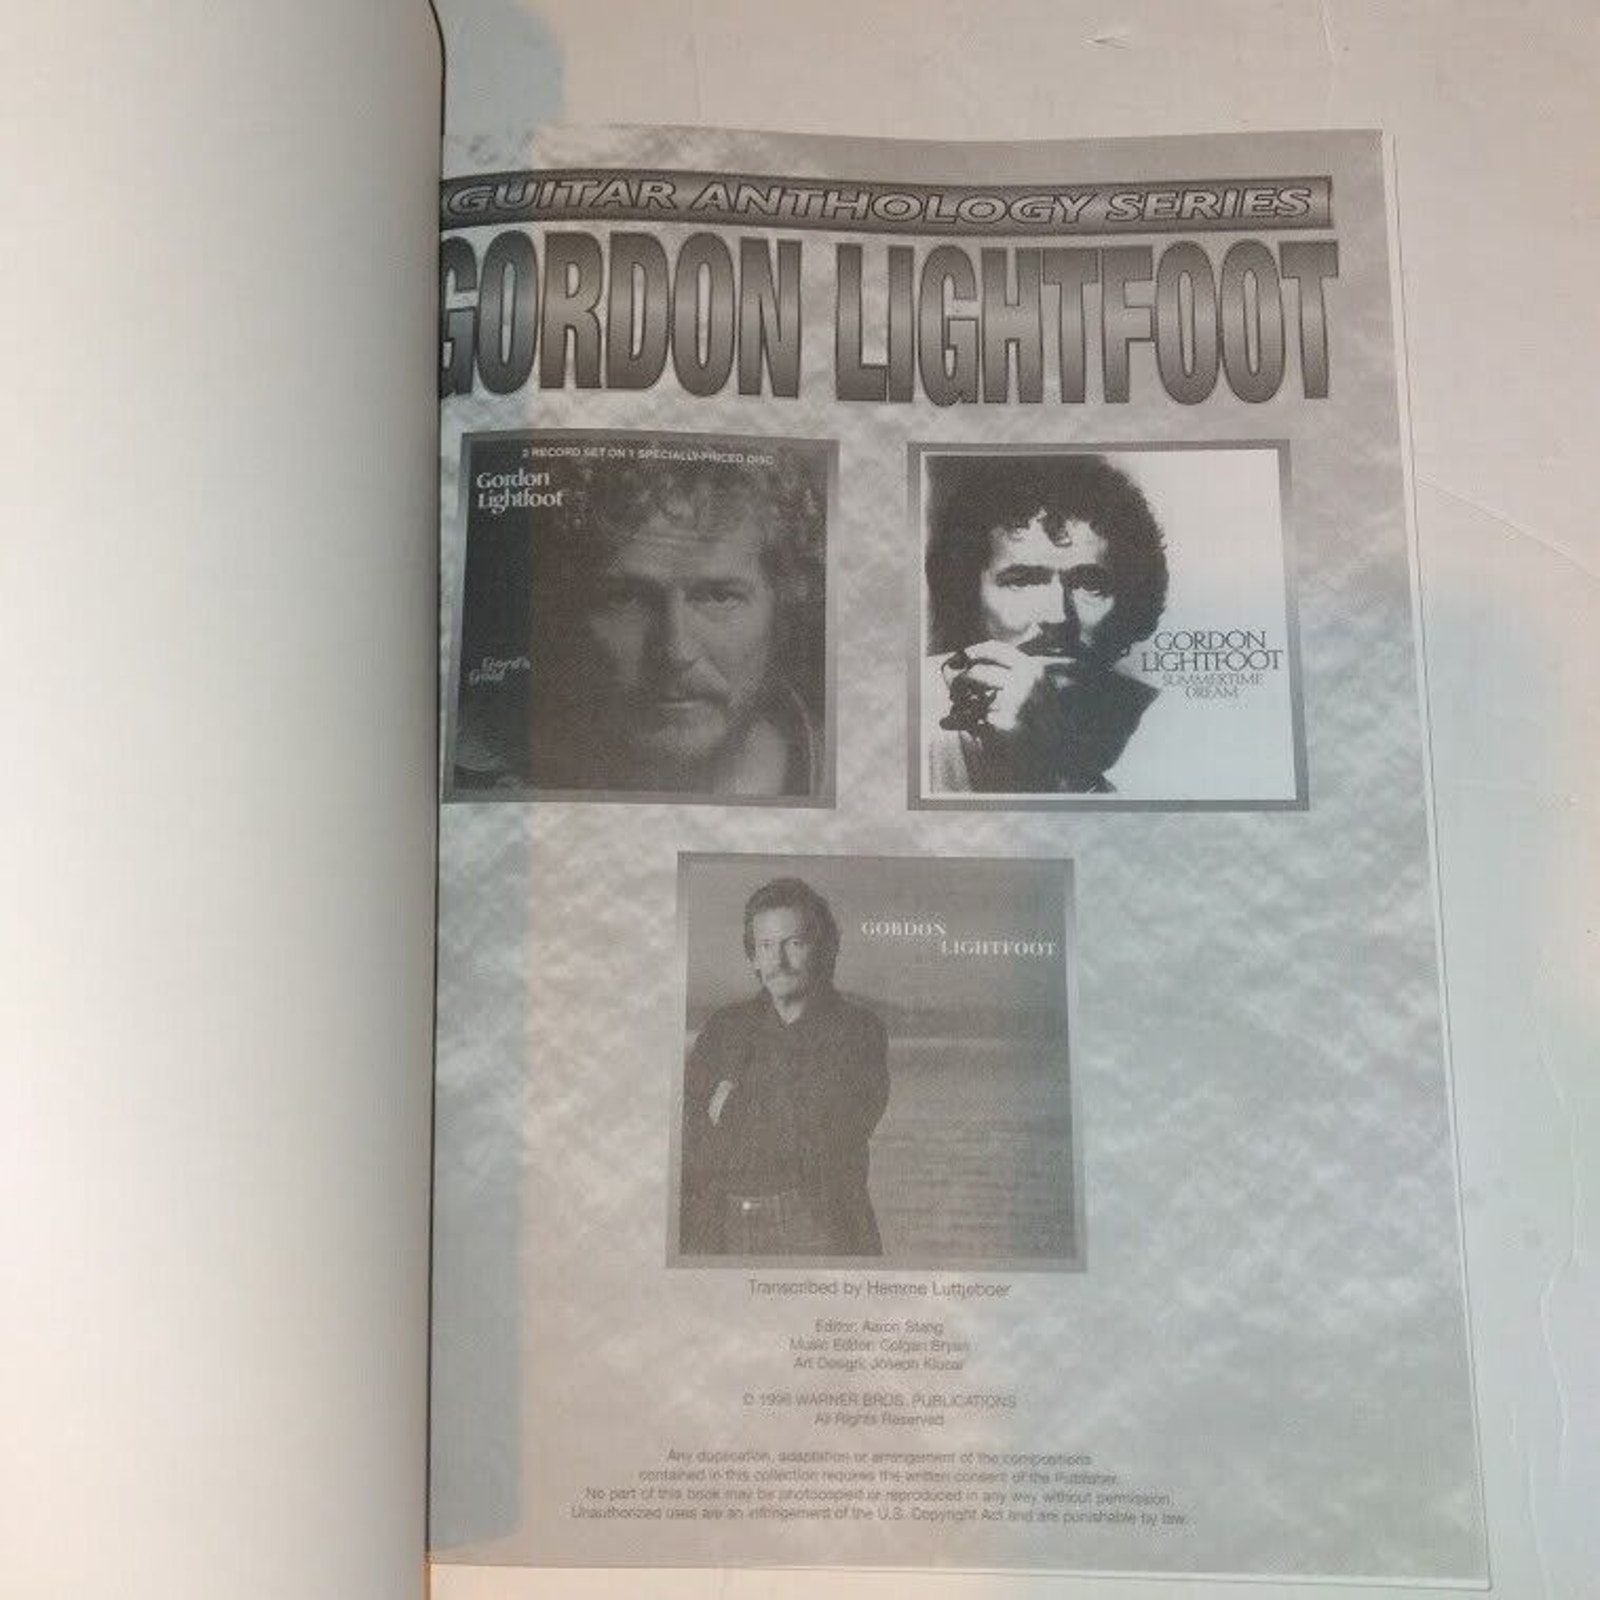 GUITAR ANTHOLOGY SERIES
GORDON LIGHTFOOT
2 RECORD SET ON 1 SPECIALLY-PRICED DISC
Gordon
Lightfoot
Gord's
Gold
GORDON
LIGHTFOOT
SUMMERTIME
DREAM
GORDON
LIGHTFOOT
Transcribed by Hemme Luttjeboer
Editor: Aaron Stang
Music Editor: Colgan Bryan
Art Design: Joseph Klucar
© 1996 WARNER BROS. PUBLICATIONS
All Rights Reserved
Any duplication, adaptation or arrangement of the compositions
contained in this collection requires the written consent of the Publisher.
No part of this book may be photocopied or reproduced in any way without permission.
Unauthorized uses are an infringement of the U.S. Copyright Act and are punishable by law.